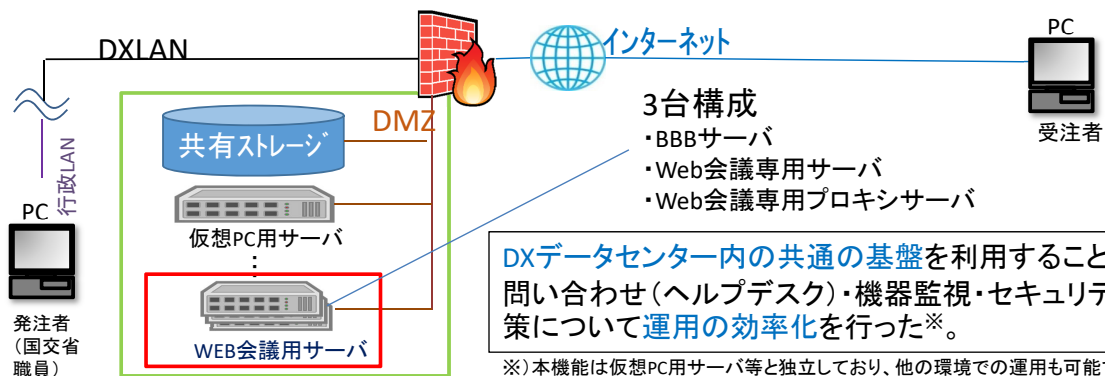 DXLAN
インターネット
PC
受注者
行政LAN
PC
発注者
（国交省
職員）
DMZ
共有ストレージ
仮想PC用サーバ
：
WEB会議用サーバ
3台構成
・BBBサーバ
・Web会議専用サーバ
・Web会議専用プロキシサーバ
DXデータセンター内の共通の基盤を利用すること
問い合わせ（ヘルプデスク）・機器監視・セキュリテ
策について運用の効率化を行った※。
※）本機能は仮想PC用サーバ等と独立しており、他の環境での運用も可能